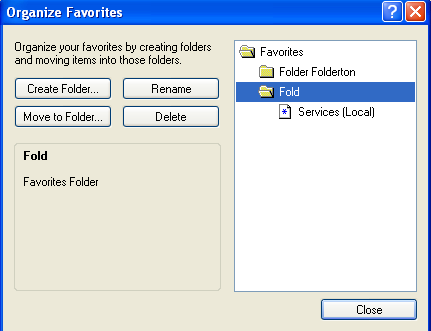 Organize Favorites
Organize your favorites by creating folders
and moving items into those folders.
Create Folder...
Rename
Move to Folder...
Delete
Fold
Favorites Folder
Favorites
Folder Folderton
Fold
Services (Local)
Close